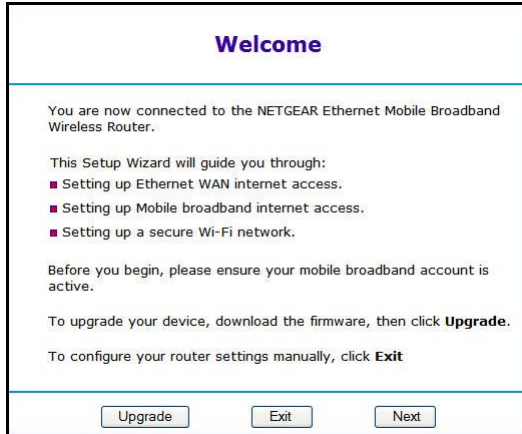 Welcome
You are now connected to the NETGEAR Ethernet Mobile Broadband
Wireless Router.
This Setup Wizard will guide you through:
Setting up Ethernet WAN internet access.
Setting up Mobile broadband internet access.
Setting up a secure Wi-Fi network.
Before you begin, please ensure your mobile broadband account is
active.
To upgrade your device, download the firmware, then click Upgrade.
To configure your router settings manually, click Exit
Upgrade Exit Next